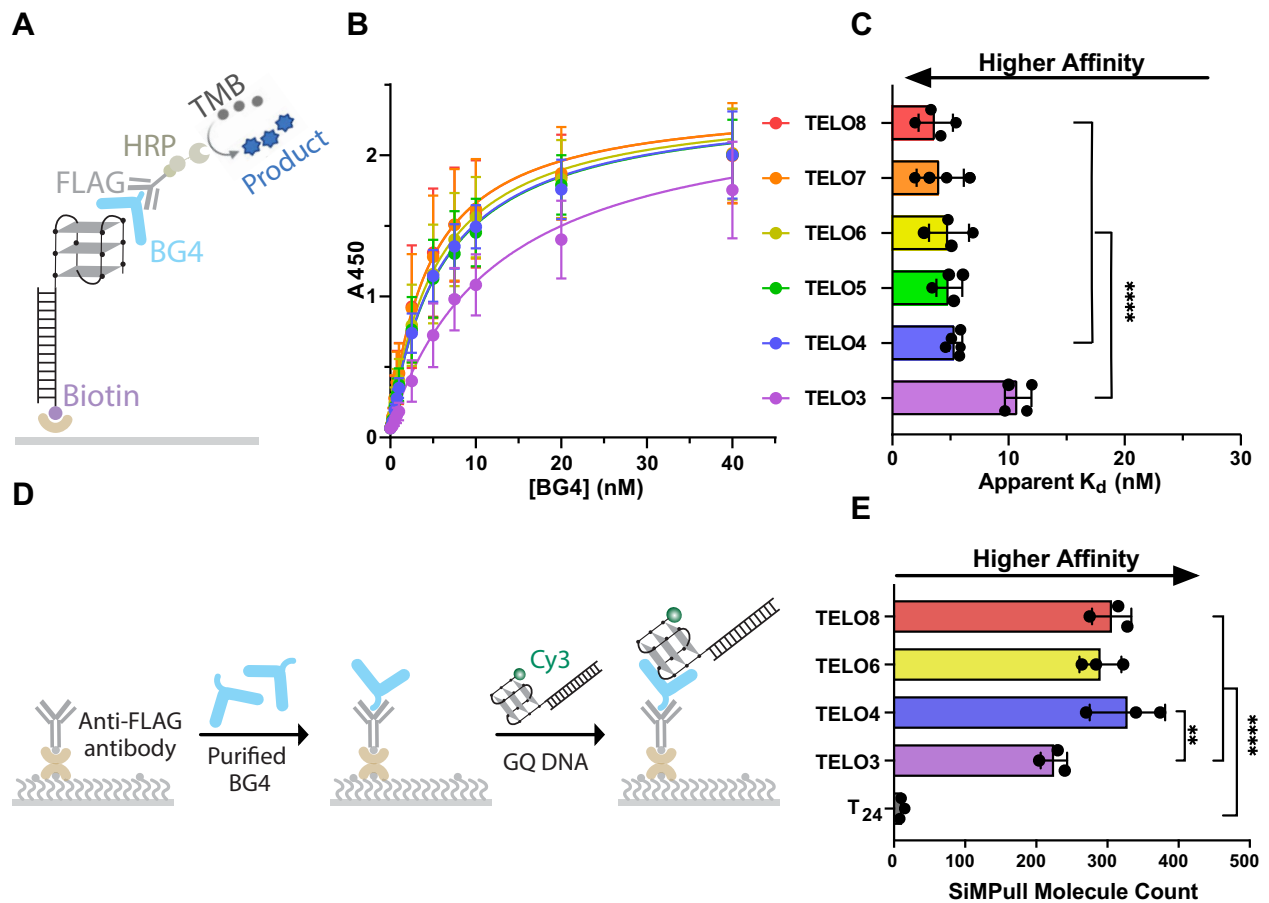 A
TMB
HRP
Product
FLAG
BG4
Biotin
B
A450
2
1
0
0
10
20
30
40
[BG4] (nM)
TELO8
TELO7
TELO6
TELO5
TELO4
TELO3
C
Higher Affinity
****
0
10
20
30
Apparent Kd (nM)
D
Anti-FLAG
antibody
Purified
BG4
Cy3
GQ DNA
E
Higher Affinity
TELO8
TELO6
TELO4
TELO3
T24
**
****
0
100
200
300
400
500
SiMPull Molecule Count